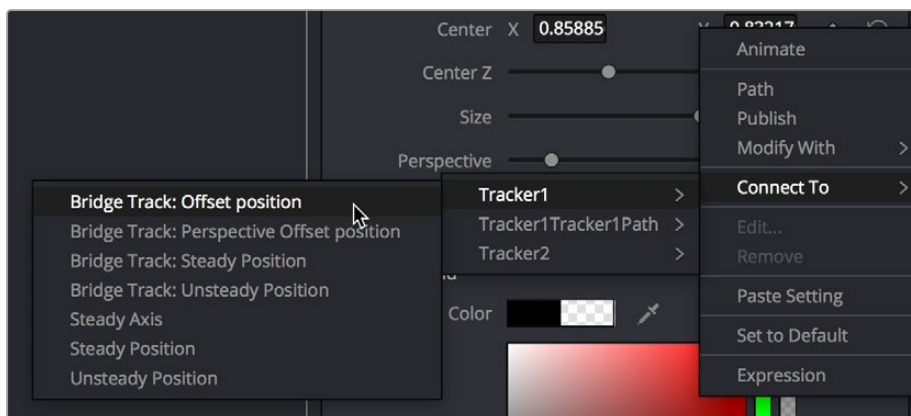 Center X 0.85885
Center Z
Size
Perspective
Color
Animate
Path
Publish
Modify With >
Connect To >
Edit...
Remove
Paste Setting
Set to Default
Expression
Tracker1 >
Tracker1Tracker1Path >
Tracker2 >
Bridge Track: Offset position
Bridge Track: Perspective Offset position
Bridge Track: Steady Position
Bridge Track: Unsteady Position
Steady Axis
Steady Position
Unsteady Position